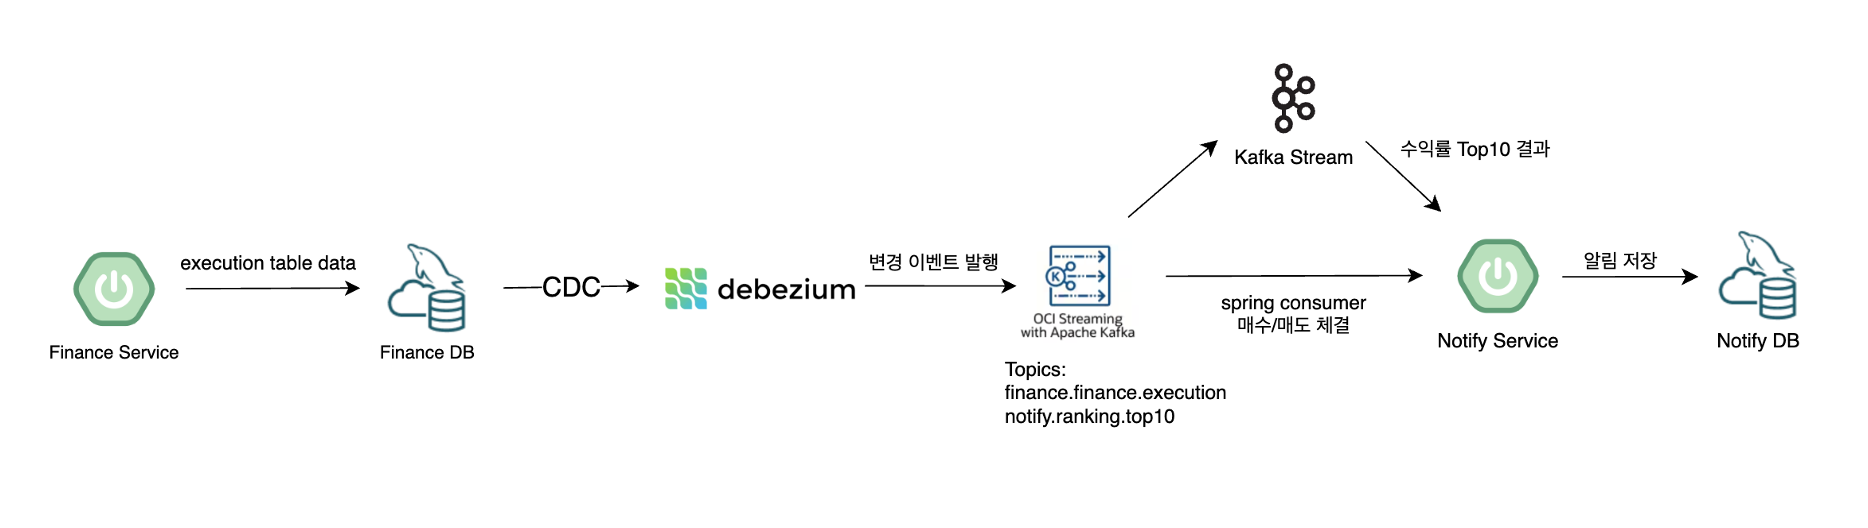 Finance Service
execution table data
Finance DB
CDC
debezium
변경 이벤트 발행
OCI Streaming
with Apache Kafka
Topics:
finance.finance.execution
notify.ranking.top10
Kafka Stream
수익률 Top10 결과
spring consumer
매수/매도 체결
Notify Service
알림 저장
Notify DB